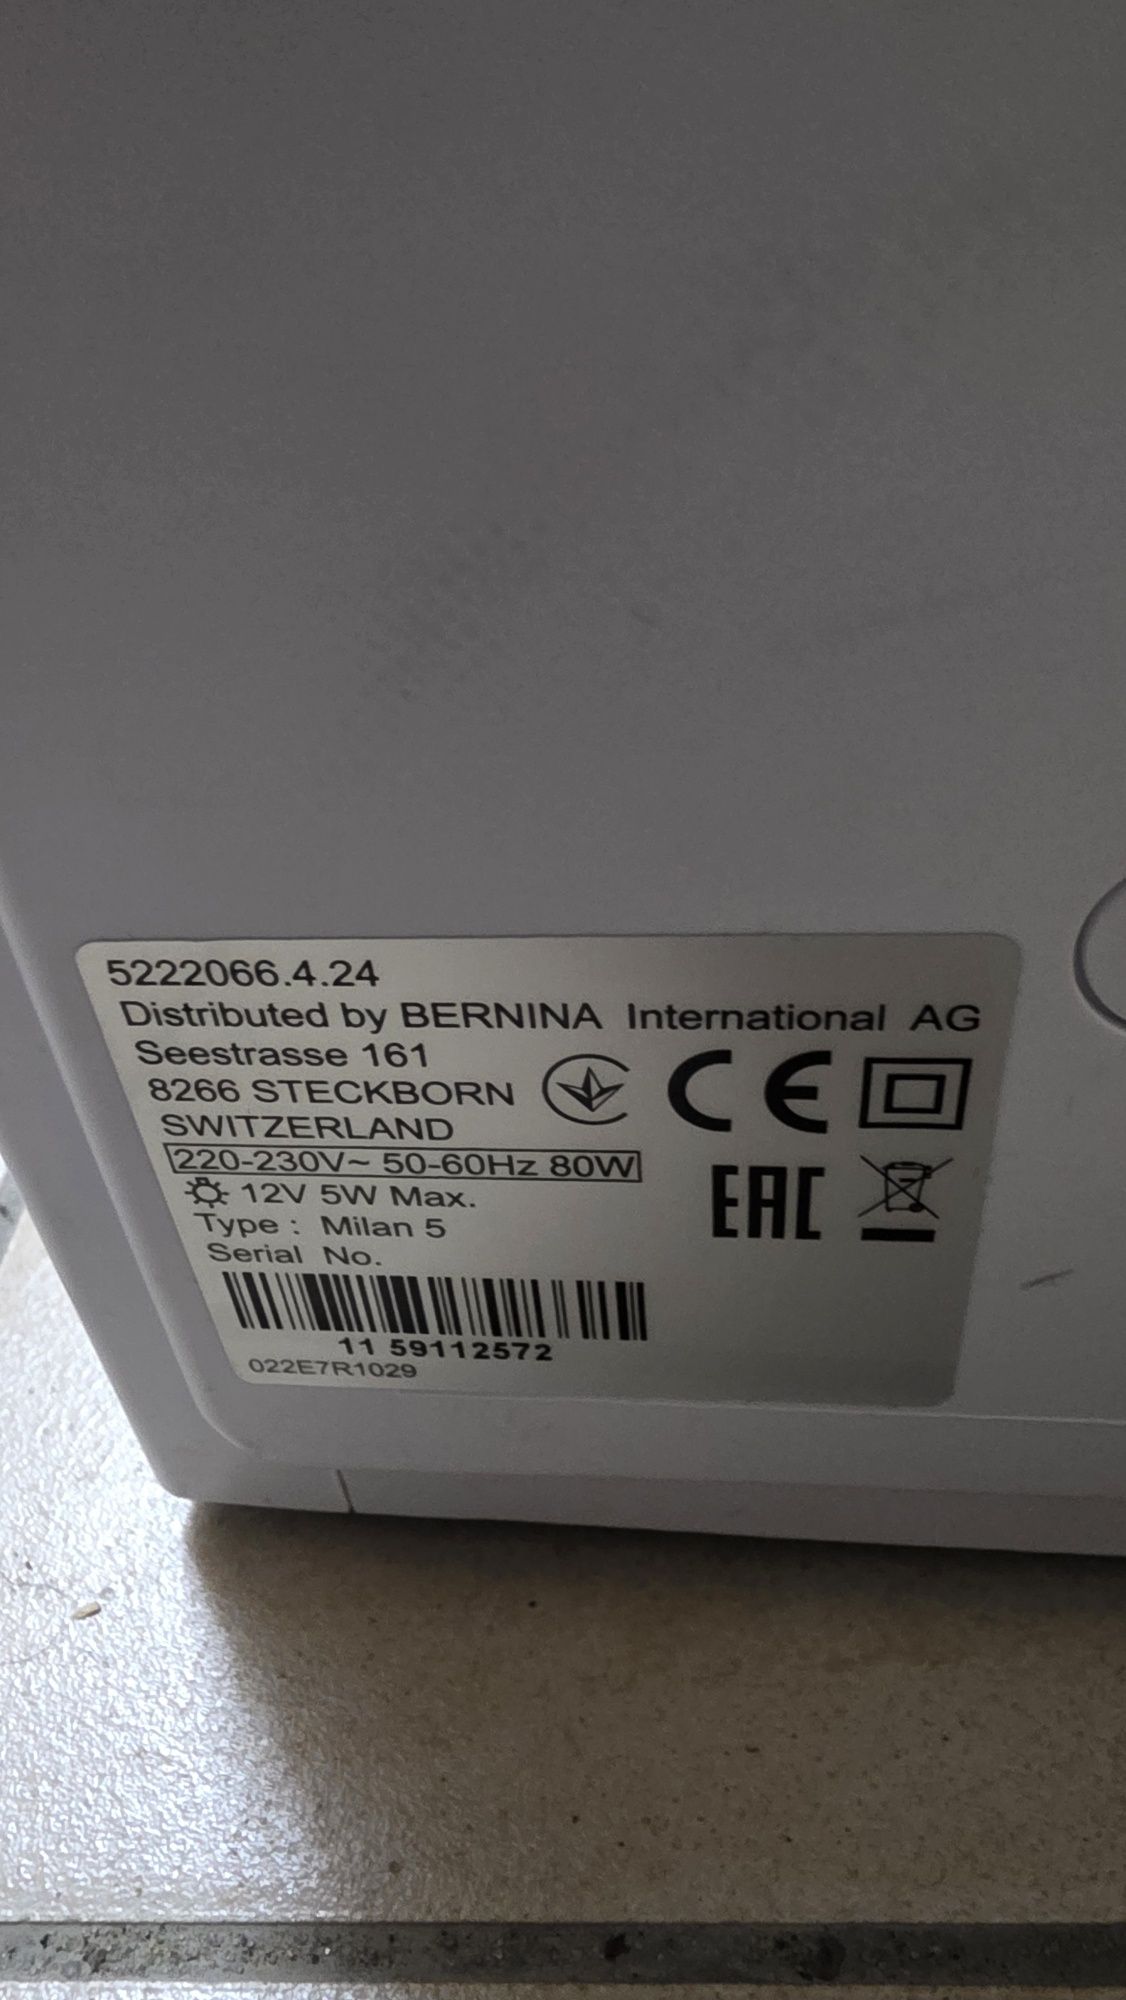 5222066.4.24
Distributed by BERNINA International AG
Seestrasse 161
8266 STECKBORN
SWITZERLAND
CE
220-230V~ 50-60Hz 80W
EAC
12V 5W Max.
Type : Milan 5
Serial No.
11 59112572
022E7R1029